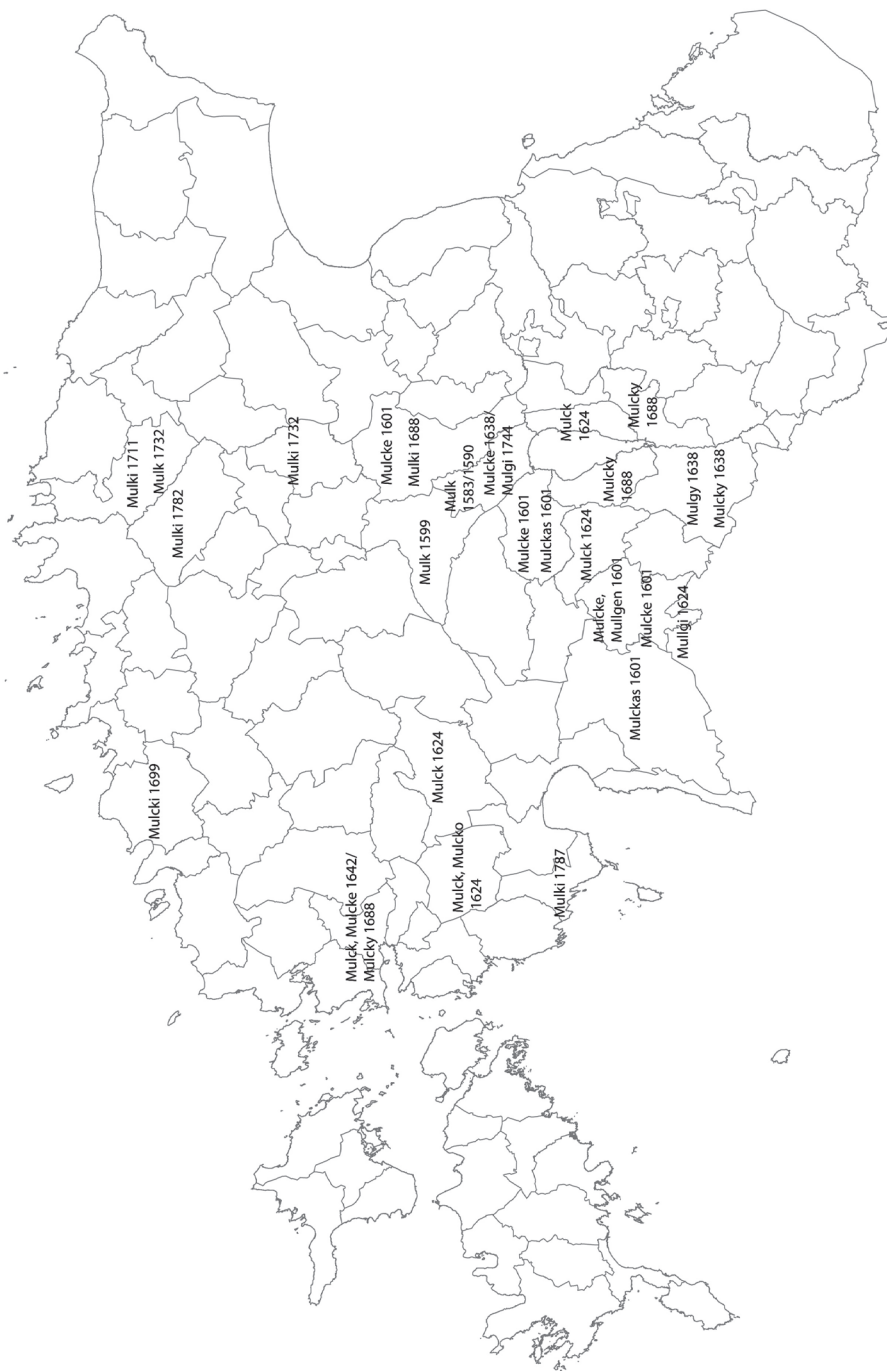 Mulcki 1699
Mulki 1782
Mulki 1711
Mulk 1732
Mulki 1732
Mulck, Mulcke 1642/
Mulcky 1688
Mulck 1624
Mulk 1599
Mulcke 1601
Mulki 1688
Mulk
1583/1590
Mulcke 1638/
Mulgi 1744
Mulck, Mulcko
1624
Mulki 1787
Mulcke 1601
Mulckas 1601
Mulck
1624
Mulck 1624
Mulcky
1688
Mulcky
1688
Mulcke,
Mullgen 1601
Mulcke 1601
Mulckas 1601
Mullgi 1624
Mulgy 1638
Mulcky 1638